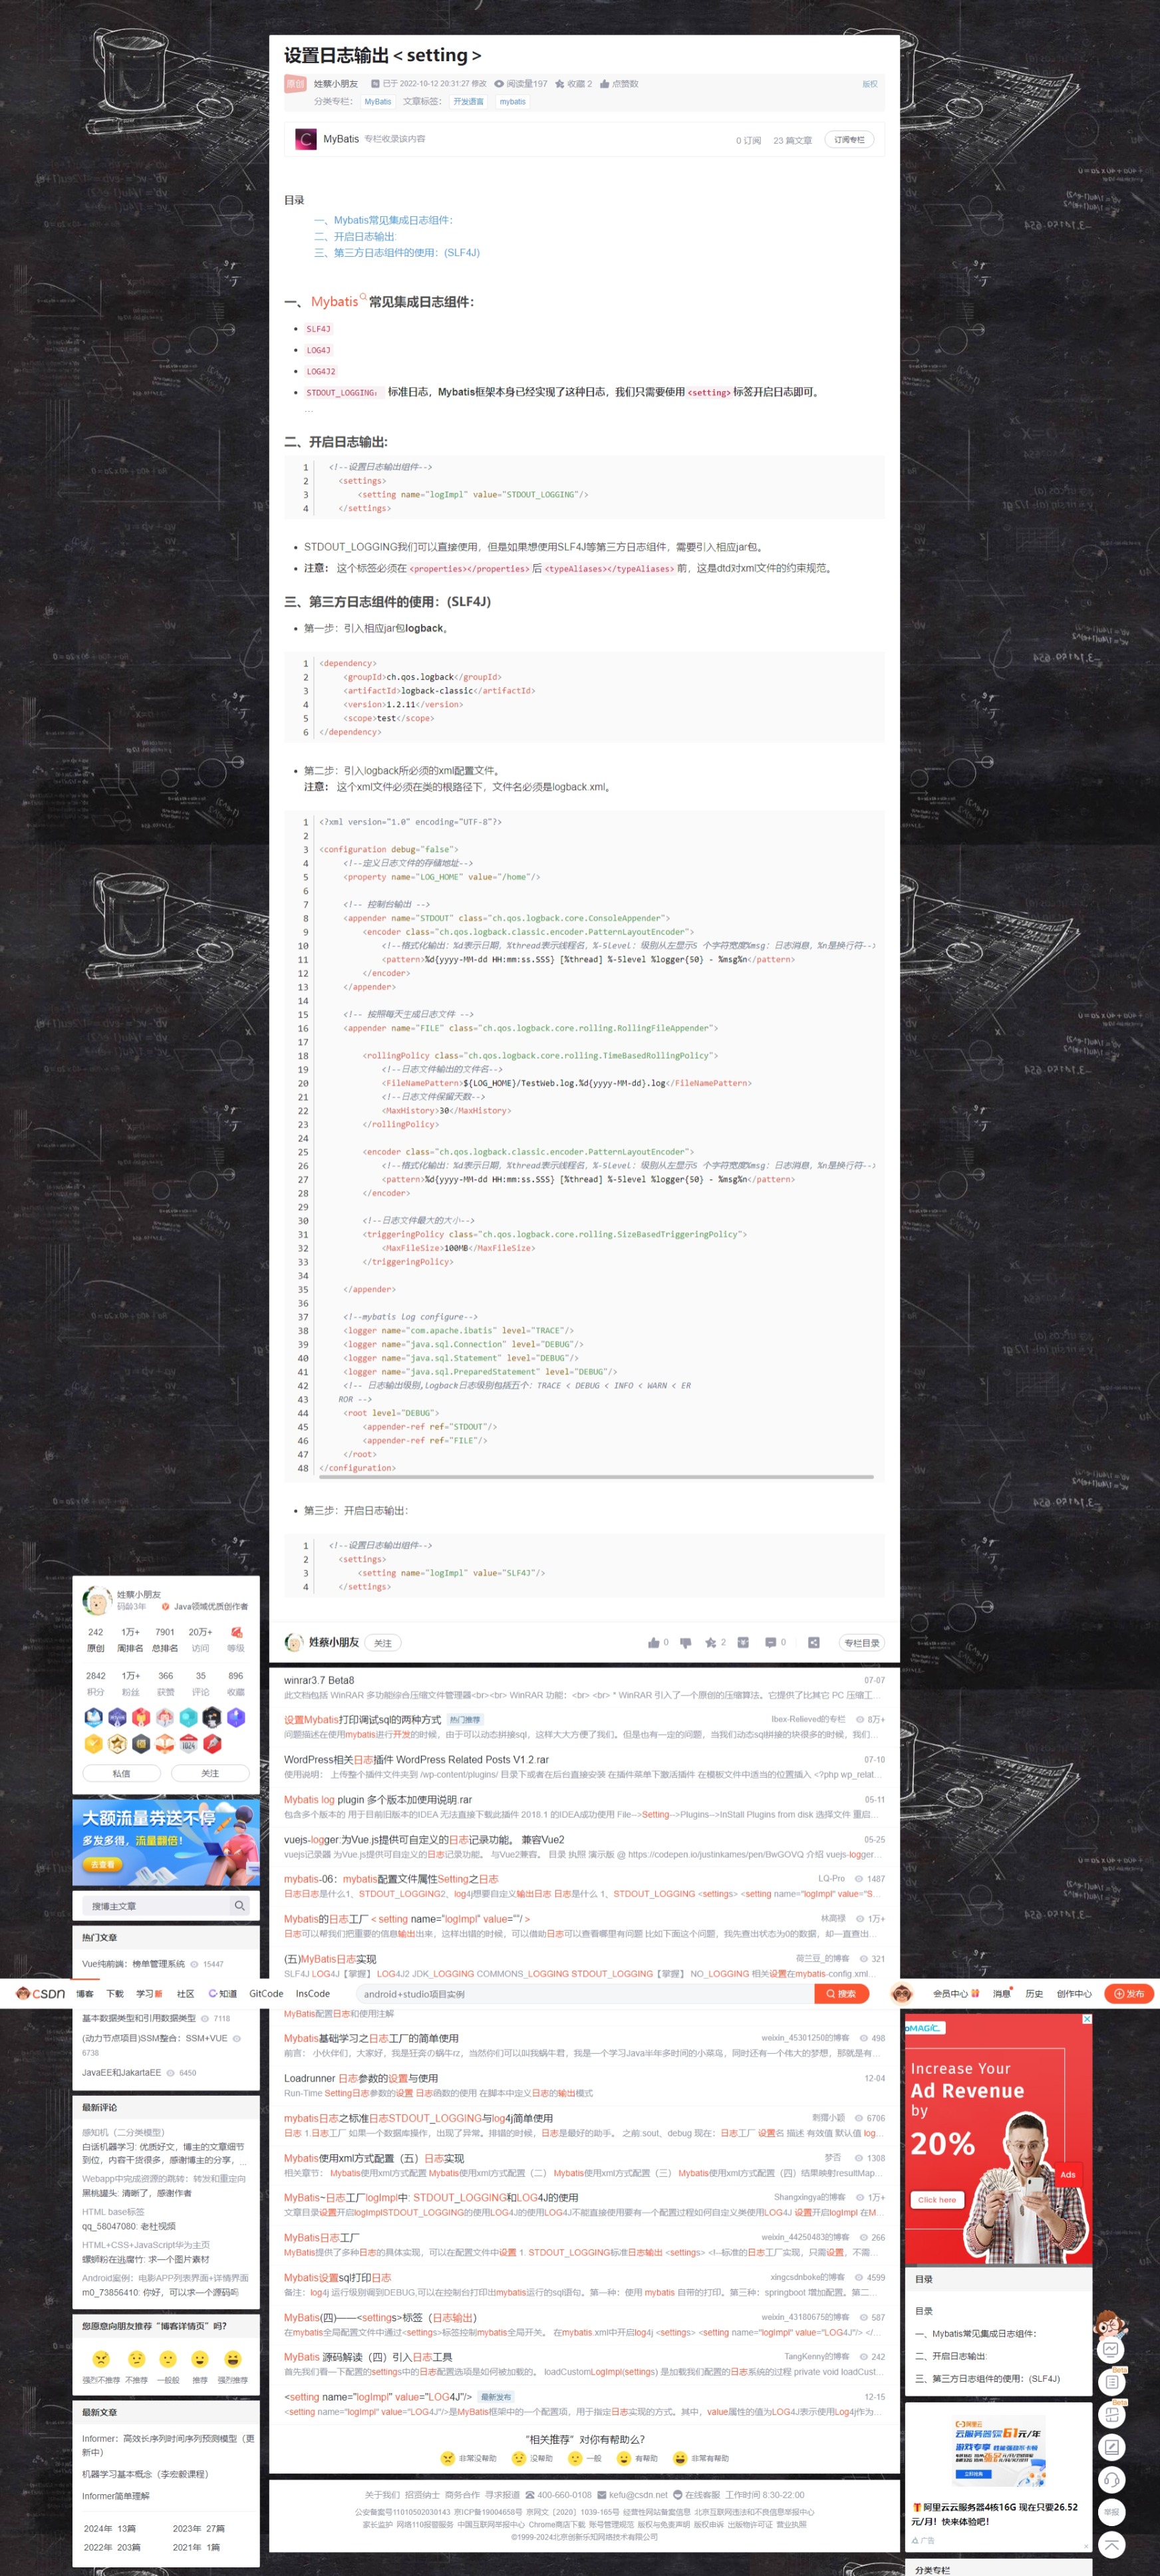 设置日志输出＜setting＞
原创
姓蔡小朋友 已于 2022-10-12 20:31:27 修改 阅读量197 收藏 2 点赞数 版权
分类专栏： MyBatis 文章标签： 开发语言 mybatis
MyBatis 专栏收录该内容 0 订阅 23 篇文章 订阅专栏
目录
一、Mybatis常见集成日志组件：
二、开启日志输出:
三、第三方日志组件的使用：(SLF4J)
一、Mybatis常见集成日志组件：
SLF4J
LOG4J
LOG4J2
STDOUT_LOGGING： 标准日志，Mybatis框架本身已经实现了这种日志，我们只需要使用<setting>标签开启日志即可。
...
二、开启日志输出:
1 <!--设置日志输出组件-->
2 <settings>
3 <setting name="logImpl" value="STDOUT_LOGGING"/>
4 </settings>
STDOUT_LOGGING我们可以直接使用，但是如果想使用SLF4J等第三方日志组件，需要引入相应jar包。
注意： 这个标签必须在<properties></properties>后<typeAliases></typeAliases>前，这是dtd对xml文件的约束规范。
三、第三方日志组件的使用：(SLF4J)
第一步：引入相应jar包logback。
1 <dependency>
2 <groupId>ch.qos.logback</groupId>
3 <artifactId>logback-classic</artifactId>
4 <version>1.2.11</version>
5 <scope>test</scope>
6 </dependency>
第二步：引入logback所必须的xml配置文件。
注意： 这个xml文件必须在类的根路径下，文件名必须是logback.xml。
1 <?xml version="1.0" encoding="UTF-8"?>
2
3 <configuration debug="false">
4 <!--定义日志文件的存储地址-->
5 <property name="LOG_HOME" value="/home"/>
6
7 <!-- 控制台输出 -->
8 <appender name="STDOUT" class="ch.qos.logback.core.ConsoleAppender">
9 <encoder class="ch.qos.logback.classic.encoder.PatternLayoutEncoder">
10 <!--格式化输出：%d表示日期，%thread表示线程名，%-5level：级别从左显示5 个字符宽度%msg：日志消息，%n是换行符-->
11 <pattern>%d{yyyy-MM-dd HH:mm:ss.SSS} [%thread] %-5level %logger{50} - %msg%n</pattern>
12 </encoder>
13 </appender>
14
15 <!-- 按照每天生成日志文件 -->
16 <appender name="FILE" class="ch.qos.logback.core.rolling.RollingFileAppender">
17
18 <rollingPolicy class="ch.qos.logback.core.rolling.TimeBasedRollingPolicy">
19 <!--日志文件输出的文件名-->
20 <FileNamePattern>${LOG_HOME}/TestWeb.log.%d{yyyy-MM-dd}.log</FileNamePattern>
21 <!--日志文件保留天数-->
22 <MaxHistory>30</MaxHistory>
23 </rollingPolicy>
24
25 <encoder class="ch.qos.logback.classic.encoder.PatternLayoutEncoder">
26 <!--格式化输出：%d表示日期，%thread表示线程名，%-5level：级别从左显示5 个字符宽度%msg：日志消息，%n是换行符-->
27 <pattern>%d{yyyy-MM-dd HH:mm:ss.SSS} [%thread] %-5level %logger{50} - %msg%n</pattern>
28 </encoder>
29
30 <!--日志文件最大的大小-->
31 <triggeringPolicy class="ch.qos.logback.core.rolling.SizeBasedTriggeringPolicy">
32 <MaxFileSize>100MB</MaxFileSize>
33 </triggeringPolicy>
34
35 </appender>
36
37 <!--mybatis log configure-->
38 <logger name="com.apache.ibatis" level="TRACE"/>
39 <logger name="java.sql.Connection" level="DEBUG"/>
40 <logger name="java.sql.Statement" level="DEBUG"/>
41 <logger name="java.sql.PreparedStatement" level="DEBUG"/>
42 <!-- 日志输出级别,logback日志级别包括五个：TRACE < DEBUG < INFO < WARN < ER
43 ROR -->
44 <root level="DEBUG">
45 <appender-ref ref="STDOUT"/>
46 <appender-ref ref="FILE"/>
47 </root>
48 </configuration>
第三步：开启日志输出：
1 <!--设置日志输出组件-->
2 <settings>
3 <setting name="logImpl" value="SLF4J"/>
4 </settings>
姓蔡小朋友 关注 0 2 0 专栏目录
姓蔡小朋友
码龄3年 Java领域优质创作者
242 1万+ 7901 20万+
原创 周排名 总排名 访问 等级
2842 1万+ 366 35 896
积分 粉丝 获赞 评论 收藏
私信 关注
大额流量券送不停
多发多得，流量翻倍！
去查看
搜博主文章
热门文章
Vue纯前端：榜单管理系统 15447
winrar3.7 Beta8 07-07
此文档包括 WinRAR 多功能综合压缩文件管理器<br><br> WinRAR 功能：<br> <br> * WinRAR 引入了一个原创的压缩算法。它提供了比其它 PC 压缩工...
设置Mybatis打印调试sql的两种方式 热门推荐 Ibex-Relieved的专栏 8万+
问题描述在使用mybatis进行开发的时候，由于可以动态拼接sql，这样大大方便了我们。但是也有一定的问题，当我们动态sql拼接的块很多的时候，我们...
WordPress相关日志插件 WordPress Related Posts V1.2.rar 07-10
使用说明： 上传整个插件文件夹到 /wp-content/plugins/ 目录下或者在后台直接安装 在插件菜单下激活插件 在模板文件中适当的位置插入 <?php wp_relat...
Mybatis log plugin 多个版本加使用说明.rar 05-11
包含多个版本的 用于目前旧版本的IDEA 无法直接下载此插件 2018.1 的IDEA成功使用 File-->Setting-->Plugins-->InStall Plugins from disk 选择文件 重启...
vuejs-logger:为Vue.js提供可自定义的日志记录功能。 兼容Vue2 05-25
vuejs记录器 为Vue.js提供可自定义的日志记录功能。 与Vue2兼容。 目录 执照 演示版 @ https://codepen.io/justinkames/pen/BwGOVQ 介绍 vuejs-logger...
mybatis-06：mybatis配置文件属性Setting之日志 LQ-Pro 1487
日志日志是什么1、STDOUT_LOGGING2、log4j想要自定义输出日志 日志是什么 1、STDOUT_LOGGING <settings> <setting name="logImpl" value="S...
Mybatis的日志工厂＜setting name="logImpl" value=""/＞ 林高禄 1万+
日志可以帮我们把重要的信息输出出来，这样出错的时候，可以借助日志可以查看哪里有问题 比如下面这个问题，我先查出状态为0的数据，却一直查出...
(五)MyBatis日志实现 荷兰豆_的博客 321
SLF4J LOG4J【掌握】 LOG4J2 JDK_LOGGING COMMONS_LOGGING STDOUT_LOGGING【掌握】 NO_LOGGING 相关设置在mybatis-config.xml...
CSDN 博客 下载 学习 社区 C知道 GitCode InsCode android+studio项目实例 搜索 会员中心 消息 历史 创作中心 发布
MyBatis配置日志和使用注解
Mybatis基础学习之日志工厂的简单使用 weixin_45301250的博客 498
前言： 小伙伴们，大家好，我是狂奔の蜗牛rz，当然你们可以叫我蜗牛君，我是一个学习Java半年多时间的小菜鸟，同时还有一个伟大的梦想，那就是有...
Loadrunner 日志参数的设置与使用 12-04
Run-Time Setting日志参数的设置 日志函数的使用 在脚本中定义日志的输出模式
mybatis日志之标准日志STDOUT_LOGGING与log4j简单使用 刺猬小颖 6706
日志 1.日志工厂 如果一个数据库操作，出现了异常。排错的时候，日志是最好的助手。 之前:sout、debug 现在：日志工厂 设置名 描述 有效值 默认值 log...
Mybatis使用xml方式配置（五）日志实现 梦否 1308
相关章节： Mybatis使用xml方式配置 Mybatis使用xml方式配置（二） Mybatis使用xml方式配置（三） Mybatis使用xml方式配置（四）结果映射resultMap...
MyBatis~日志工厂logImpl中: STDOUT_LOGGING和LOG4J的使用 Shangxingya的博客 1万+
文章目录设置开启logImplSTDOUT_LOGGING的使用LOG4J的使用LOG4J不能直接使用要有一个配置过程如何自定义类使用LOG4J 设置开启logImpl 在M...
MyBatis日志工厂 weixin_44250483的博客 266
MyBatis提供了多种日志的具体实现，可以在配置文件中设置 1. STDOUT_LOGGING标准日志输出 <settings> <!--标准的日志工厂实现，只需设置，不需...
Mybatis设置sql打印日志 xingcsdnboke的博客 4599
备注：log4j 运行级别调到DEBUG,可以在控制台打印出mybatis运行的sql语句。第一种：使用 mybatis 自带的打印。第三种：springboot 增加配置。第二...
MyBatis(四)——<settings>标签（日志输出） weixin_43180675的博客 587
在mybatis全局配置文件中通过<settings>标签控制mybatis全局开关。 在mybatis.xml中开启log4j <settings> <setting name="logImpl" value="LOG4J"/> </...
MyBatis 源码解读（四）引入日志工具 TangKenny的博客 242
首先我们看一下配置的settings中的日志配置选项是如何被加载的。 loadCustomLogImpl(settings) 是加载我们配置的日志系统的过程 private void loadCust...
<setting name="logImpl" value="LOG4J"/> 最新发布 12-15
<setting name="logImpl" value="LOG4J"/>是MyBatis框架中的一个配置项，用于指定日志实现的方式。其中，value属性的值为LOG4J表示使用Log4j作为...
“相关推荐”对你有帮助么？
非常没帮助 没帮助 一般 有帮助 非常有帮助
关于我们 招贤纳士 商务合作 寻求报道 400-660-0108 kefu@csdn.net 在线客服 工作时间 8:30-22:00
公安备案号11010502030143 京ICP备19004658号 京网文〔2020〕1039-165号 经营性网站备案信息 北京互联网违法和不良信息举报中心
家长监护 网络110报警服务 中国互联网举报中心 Chrome商店下载 账号管理规范 版权与免责声明 版权申诉 出版物许可证 营业执照
©1999-2024北京创新乐知网络技术有限公司
基本数据类型和引用数据类型 7118
(动力节点项目)SSM整合：SSM+VUE
6738
JavaEE和JakartaEE 6450
最新评论
感知机（二分类模型）
白话机器学习: 优质好文，博主的文章细节到位，内容干货很多，感谢博主的分享，...
Webapp中完成资源的跳转：转发和重定向
黑桃罐头: 清晰了，感谢作者
HTML base标签
qq_58047080: 老杜视频
HTML+CSS+JavaScript华为主页
螺蛳粉在逃腐竹: 求一个图片素材
Android案例：电影APP列表界面+详情界面
m0_73856410: 你好，可以求一个源码吗
您愿意向朋友推荐“博客详情页”吗？
强烈不推荐 不推荐 一般般 推荐 强烈推荐
最新文章
Informer：高效长序列时间序列预测模型（更新中）
机器学习基本概念（李宏毅课程）
Informer简单理解
2024年 13篇 2023年 27篇
2022年 203篇 2021年 1篇
Increase Your
Ad Revenue
by
20%
Click here
Ads
目录
目录
一、Mybatis常见集成日志组件：
二、开启日志输出:
三、第三方日志组件的使用：(SLF4J)
阿里云
云服务器 61元/年
游戏专享
🎁阿里云云服务器4核16G 现在只要26.52元/月！快来体验吧！
广告
Beta
Beta
举报
分类专栏